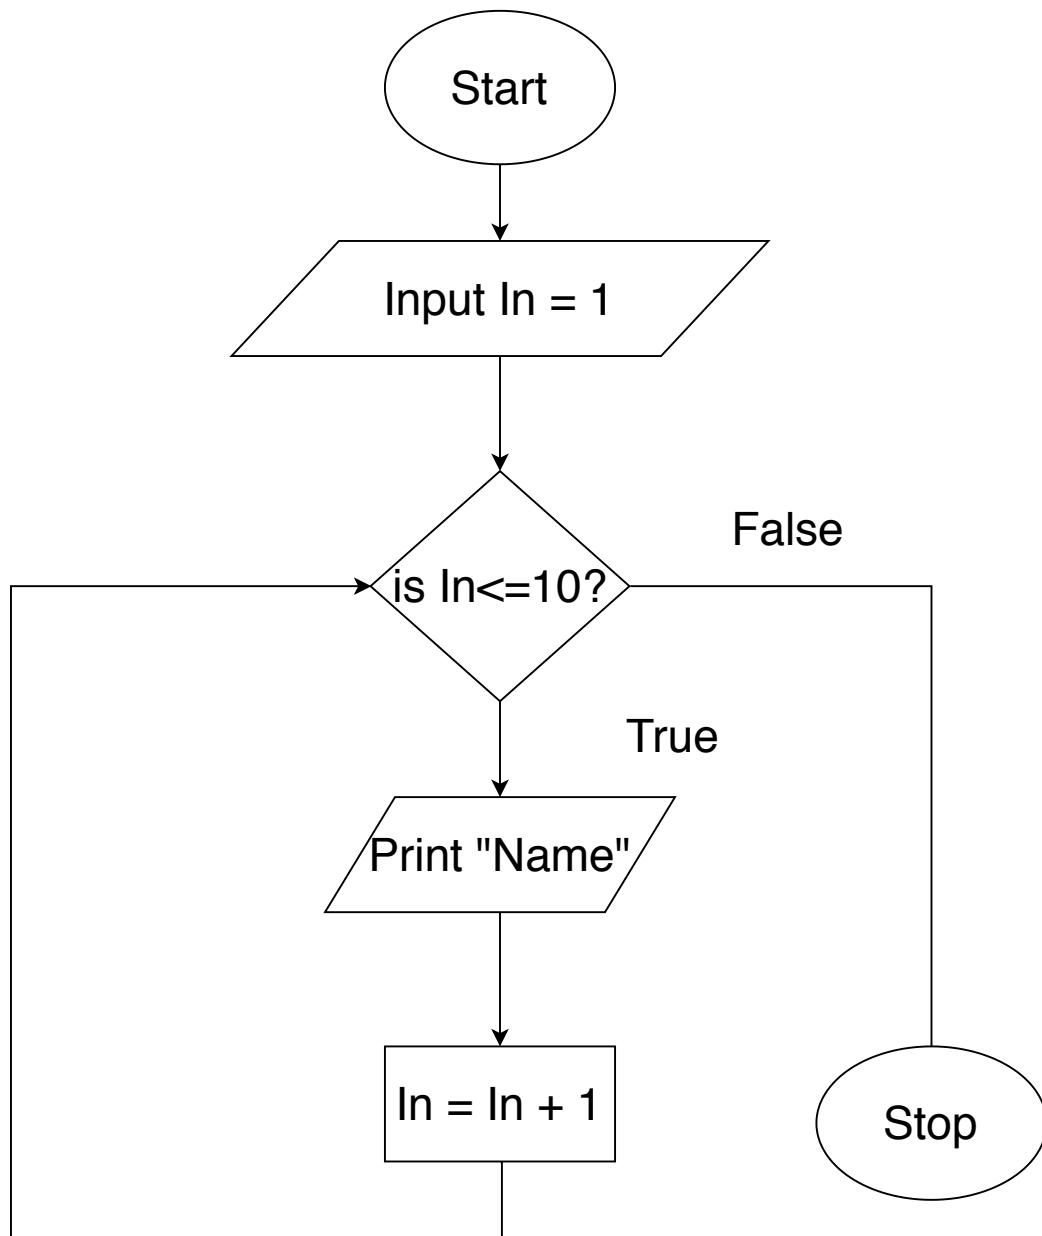 Start
Input In = 1
False
is In<=10?
True
Print "Name"
In = In + 1
Stop